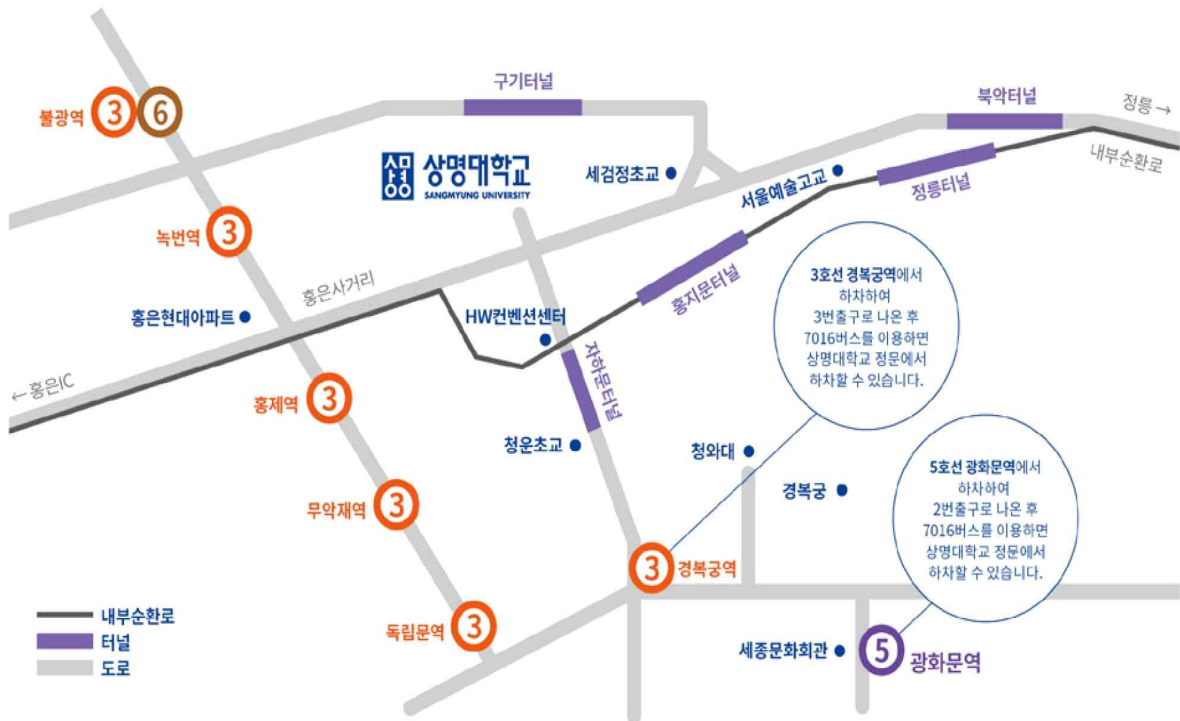 구기터널
북악터널
정릉 →
불광역
3
6
내부순환로
상명
상명대학교
SANGMYUNG UNIVERSITY
세검정초교
서울예술고교
정릉터널
녹번역
3
홍은사거리
홍지문터널
3호선 경복궁역에서
하차하여
3번출구로 나온 후
7016버스를 이용하면
상명대학교 정문에서
하차할 수 있습니다.
홍은현대아파트
HW컨벤션센터
← 홍은IC
자하문터널
홍제역
3
청운초교
청와대
경복궁
5호선 광화문역에서
하차하여
2번출구로 나온 후
7016버스를 이용하면
상명대학교 정문에서
하차할 수 있습니다.
무악재역
3
3
경복궁역
내부순환로
터널
도로
독립문역
3
세종문화회관
5
광화문역